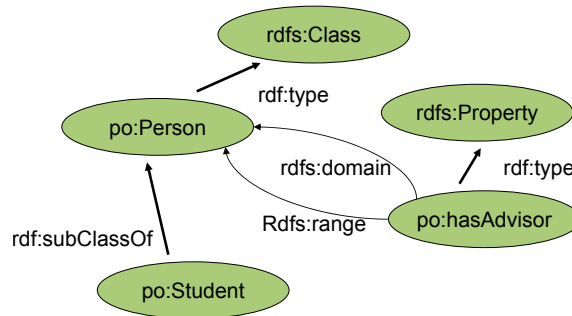 rdfs:Class
rdf:type
po:Person
rdfs:Property
rdfs:domain
rdf:type
Rdfs:range
po:hasAdvisor
rdf:subClassOf
po:Student